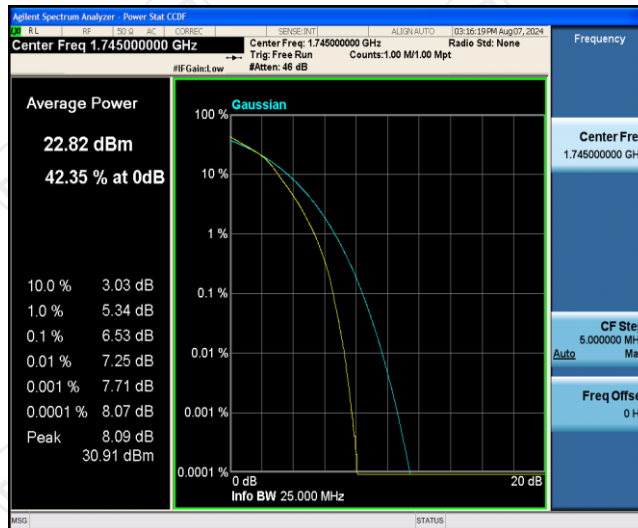 Agilent Spectrum Analyzer - Power Stat CCDF
RL RF 50 Ω AC CORREC SENSE:INT ALIGN AUTO 03:16:19 PM Aug 07, 2024
Center Freq 1.745000000 GHz
Center Freq: 1.745000000 GHz Radio Std: None
Trig: Free Run Counts:1.00 M/1.00 Mpt
#IFGain:Low #Atten: 46 dB
Frequency
Average Power
22.82 dBm
42.35 % at 0dB
10.0 % 3.03 dB
1.0 % 5.34 dB
0.1 % 6.53 dB
0.01 % 7.25 dB
0.001 % 7.71 dB
0.0001 % 8.07 dB
Peak 8.09 dB
30.91 dBm
Gaussian
100 %
10 %
1 %
0.1 %
0.01 %
0.001 %
0.0001 %
0 dB 20 dB
Info BW 25.000 MHz
Center Fre
1.745000000 GH
CF Ste
5.000000 MH
Auto Ma
Freq Offse
0 H
MSG STATUS